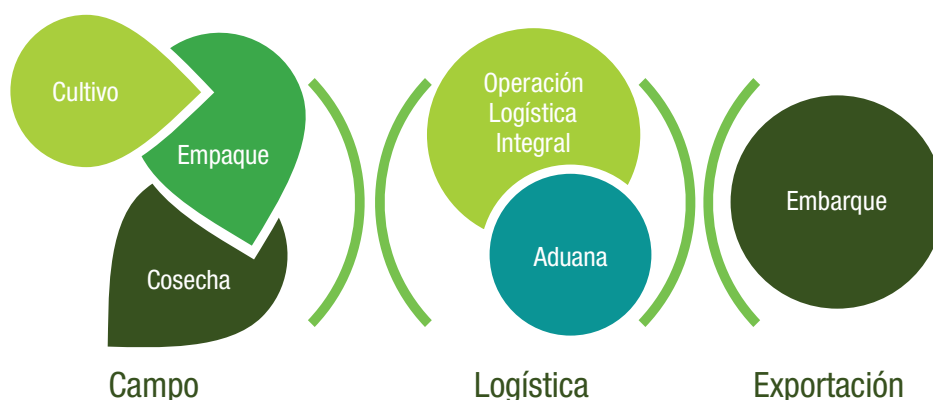 Cultivo
Empaque
Cosecha
Campo
Operación
Logística
Integral
Aduana
Logística
Embarque
Exportación